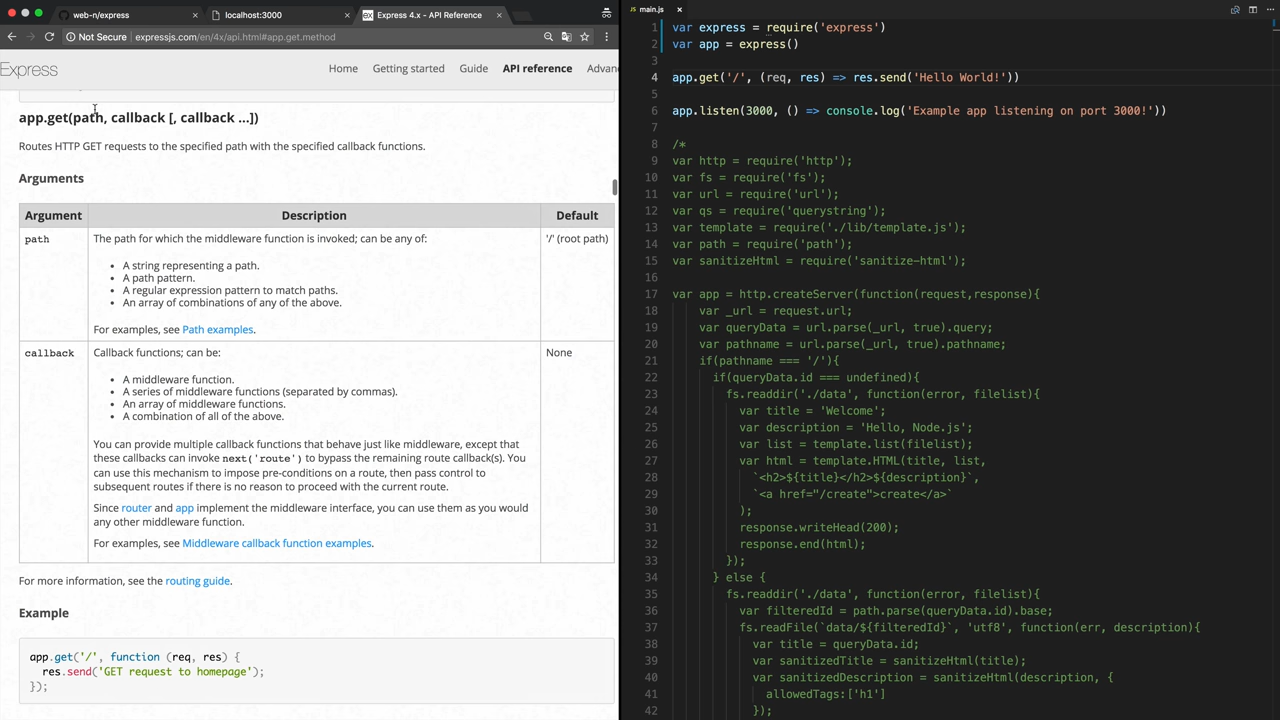 web-n/express
localhost:3000
Express 4.x - API Reference
Not Secure
expressjs.com/en/4x/api.html#app.get.method
Express
Home
Getting started
Guide
API reference
Advan
app.get(path, callback [, callback ...])
Routes HTTP GET requests to the specified path with the specified callback functions.
Arguments
Argument
Description
Default
path
The path for which the middleware function is invoked; can be any of:
'/' (root path)
• A string representing a path.
• A path pattern.
• A regular expression pattern to match paths.
• An array of combinations of any of the above.
For examples, see Path examples.
callback
Callback functions; can be:
None
• A middleware function.
• A series of middleware functions (separated by commas).
• An array of middleware functions.
• A combination of all of the above.
You can provide multiple callback functions that behave just like middleware, except that
these callbacks can invoke next('route') to bypass the remaining route callback(s). You
can use this mechanism to impose pre-conditions on a route, then pass control to
subsequent routes if there is no reason to proceed with the current route.
Since router and app implement the middleware interface, you can use them as you would
any other middleware function.
For examples, see Middleware callback function examples.
For more information, see the routing guide.
Example
app.get('/', function (req, res) {
res.send('GET request to homepage');
});
main.js
1 var express = require('express')
2 var app = express()
3
4 app.get('/', (req, res) => res.send('Hello World!'))
5
6 app.listen(3000, () => console.log('Example app listening on port 3000!'))
7
8 /*
9 var http = require('http');
10 var fs = require('fs');
11 var url = require('url');
12 var qs = require('querystring');
13 var template = require('./lib/template.js');
14 var path = require('path');
15 var sanitizeHtml = require('sanitize-html');
16
17 var app = http.createServer(function(request,response){
18 var _url = request.url;
19 var queryData = url.parse(_url, true).query;
20 var pathname = url.parse(_url, true).pathname;
21 if(pathname === '/'){
22 if(queryData.id === undefined){
23 fs.readdir('./data', function(error, filelist){
24 var title = 'Welcome';
25 var description = 'Hello, Node.js';
26 var list = template.list(filelist);
27 var html = template.HTML(title, list,
28 `<h2>${title}</h2>${description}`,
29 `<a href="/create">create</a>`
30 );
31 response.writeHead(200);
32 response.end(html);
33 });
34 } else {
35 fs.readdir('./data', function(error, filelist){
36 var filteredId = path.parse(queryData.id).base;
37 fs.readFile(`data/${filteredId}`, 'utf8', function(err, description){
38 var title = queryData.id;
39 var sanitizedTitle = sanitizeHtml(title);
40 var sanitizedDescription = sanitizeHtml(description, {
41 allowedTags:['h1']
42 });